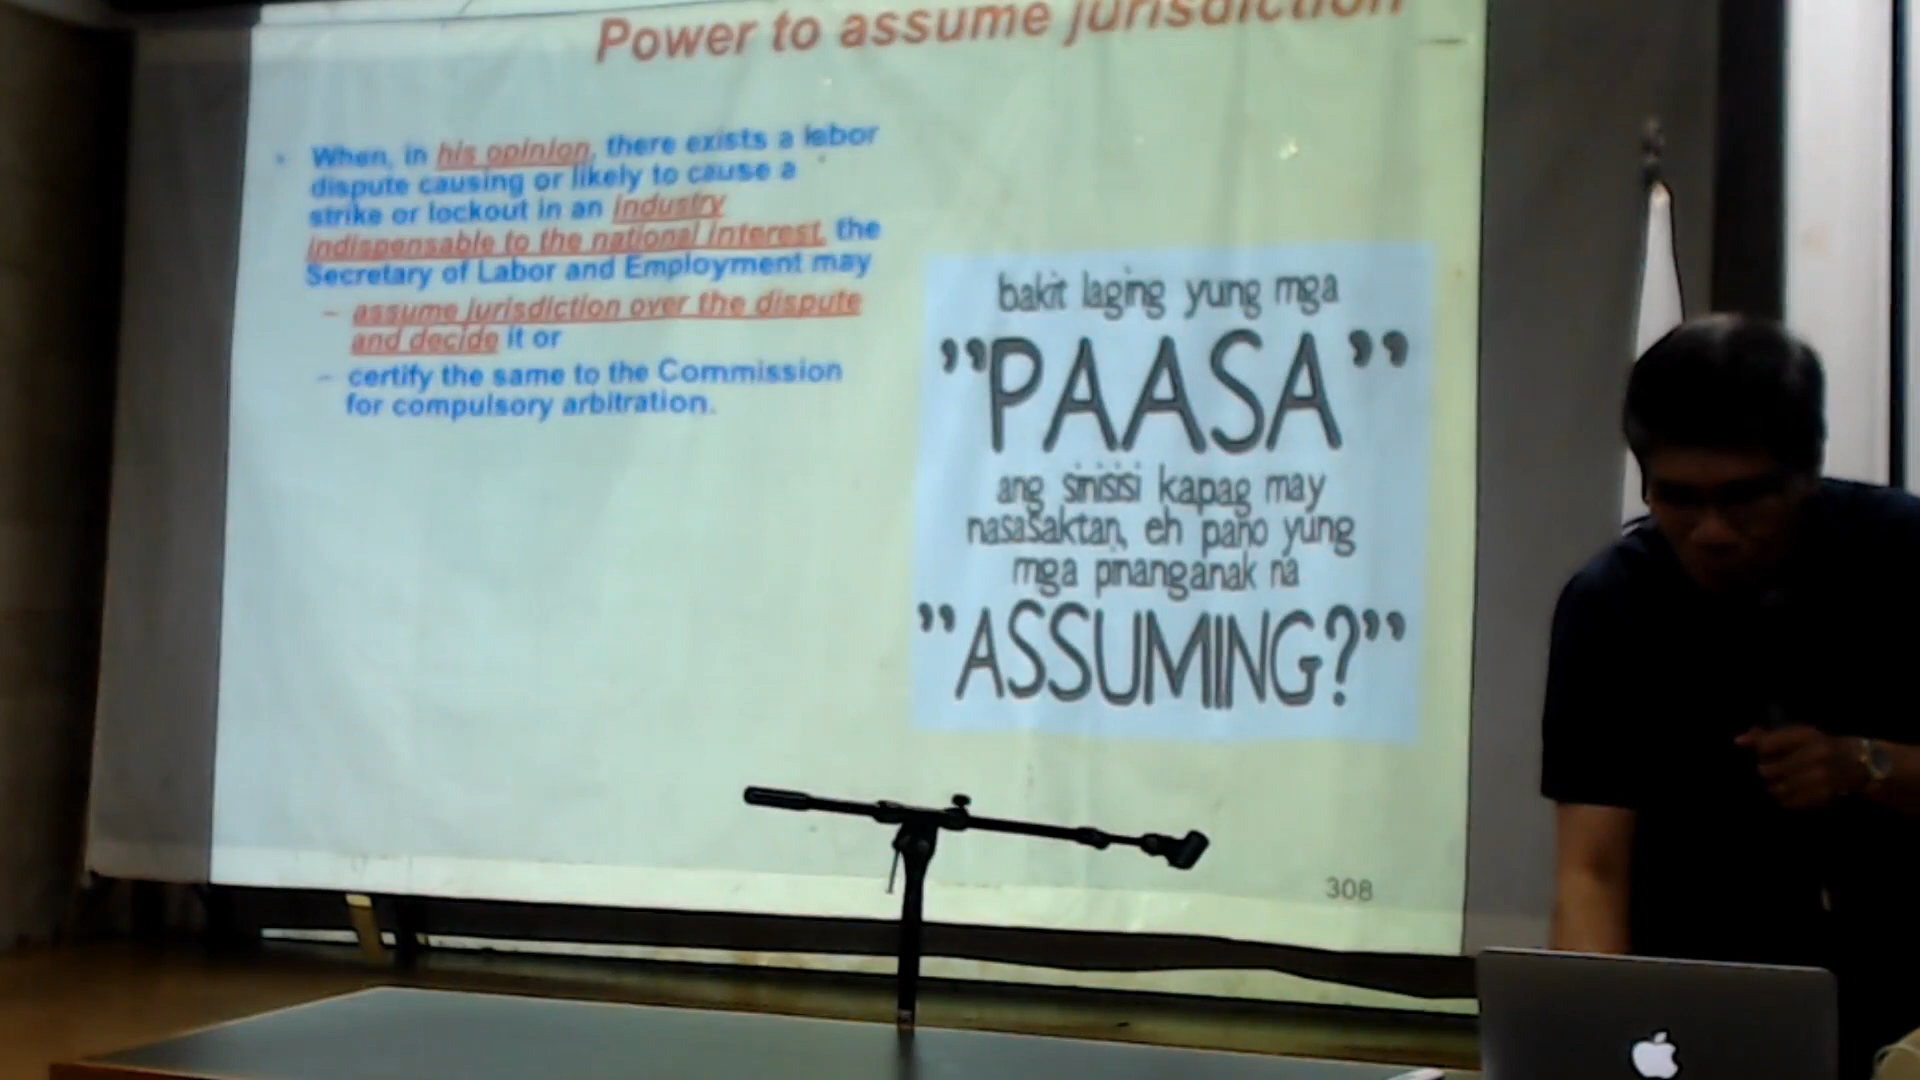 Power to assume jurisdiction
When, in his opinion, there exists a labor
dispute causing or likely to cause a
strike or lockout in an industry
indispensable to the national interest, the
Secretary of Labor and Employment may
– assume jurisdiction over the dispute
and decide it or
– certify the same to the Commission
for compulsory arbitration.
bakit laging yung mga
"PAASA"
ang sinisisi kapag may
nasasaktan, eh pano yung
mga pinanganak na
"ASSUMING?"
308